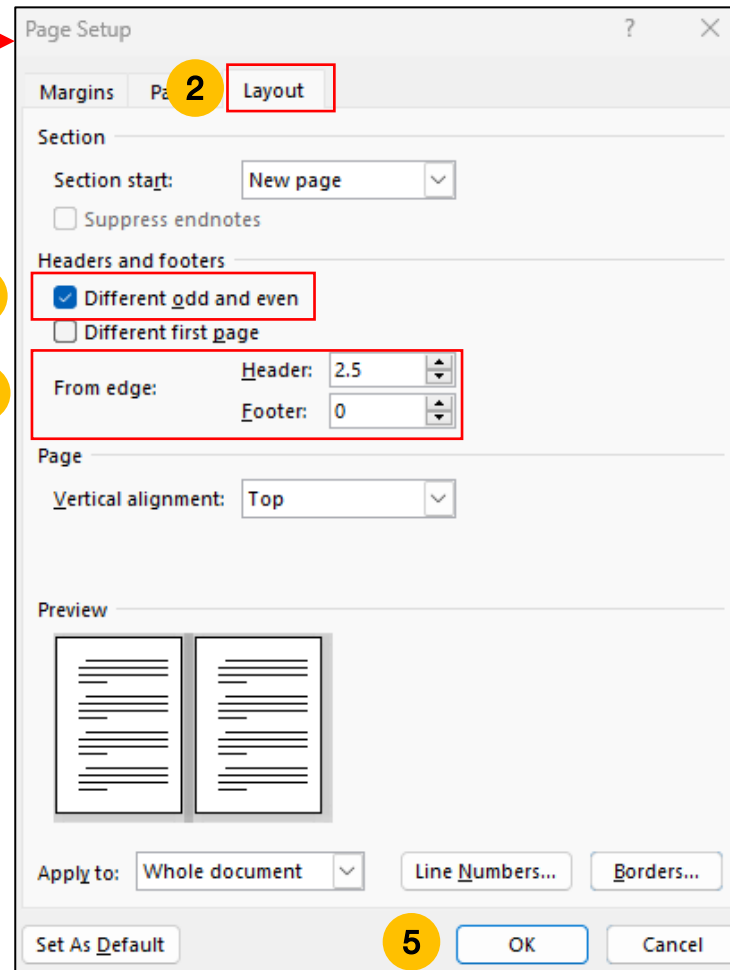 Page Setup ? ×
Margins Pa 2 Layout
Section
Section start: New page
Suppress endnotes
Headers and footers
Different odd and even
Different first page
From edge: Header: 2.5
Footer: 0
Page
Vertical alignment: Top
Preview
Apply to: Whole document Line Numbers... Borders...
Set As Default 5 OK Cancel